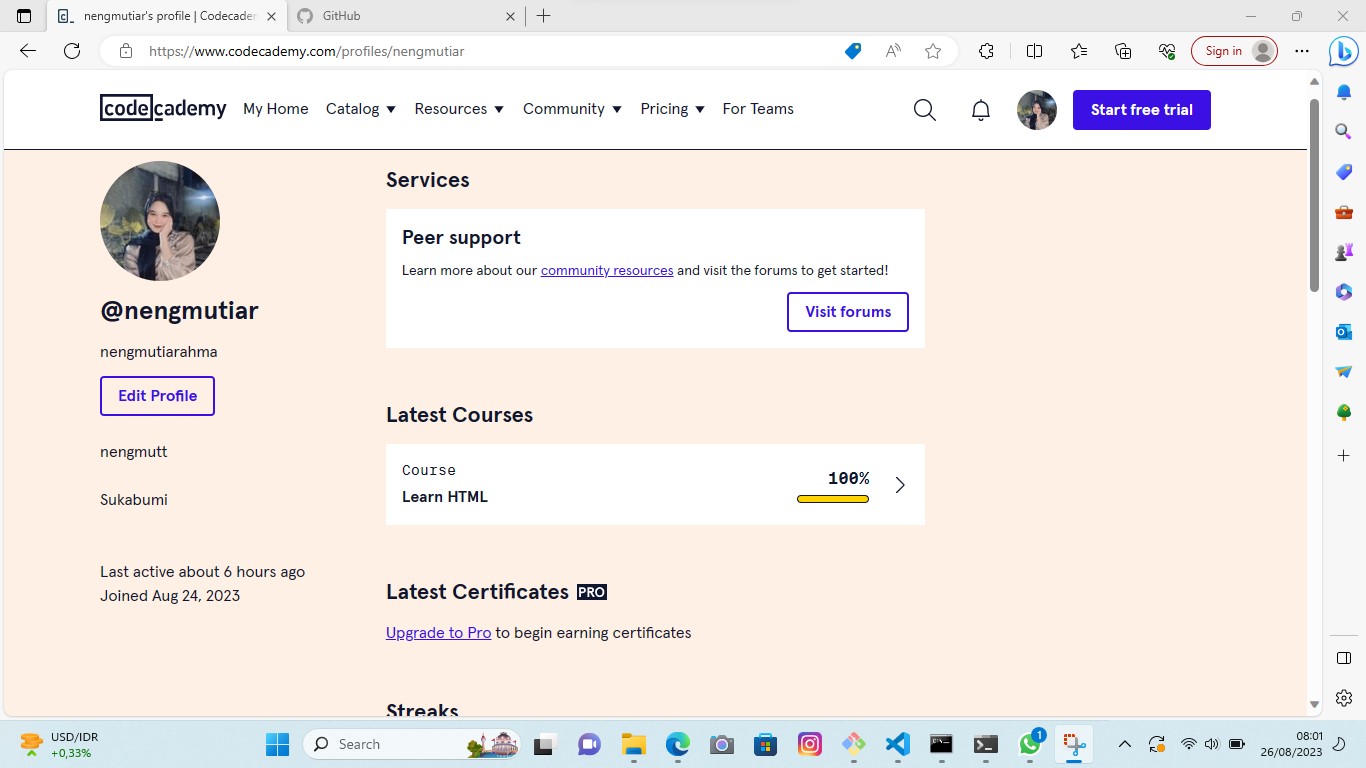 nengmutiar's profile | Codecader
GitHub
https://www.codecademy.com/profiles/nengmutiar
Sign in
codecademy
My Home
Catalog
Resources
Community
Pricing
For Teams
Start free trial
@nengmutiar
nengmutiarahma
Edit Profile
nengmutt
Sukabumi
Last active about 6 hours ago
Joined Aug 24, 2023
Services
Peer support
Learn more about our community resources and visit the forums to get started!
Visit forums
Latest Courses
Course
Learn HTML
100%
Latest Certificates PRO
Upgrade to Pro to begin earning certificates
Streaks
USD/IDR
+0,33%
Search
1
08:01
26/08/2023